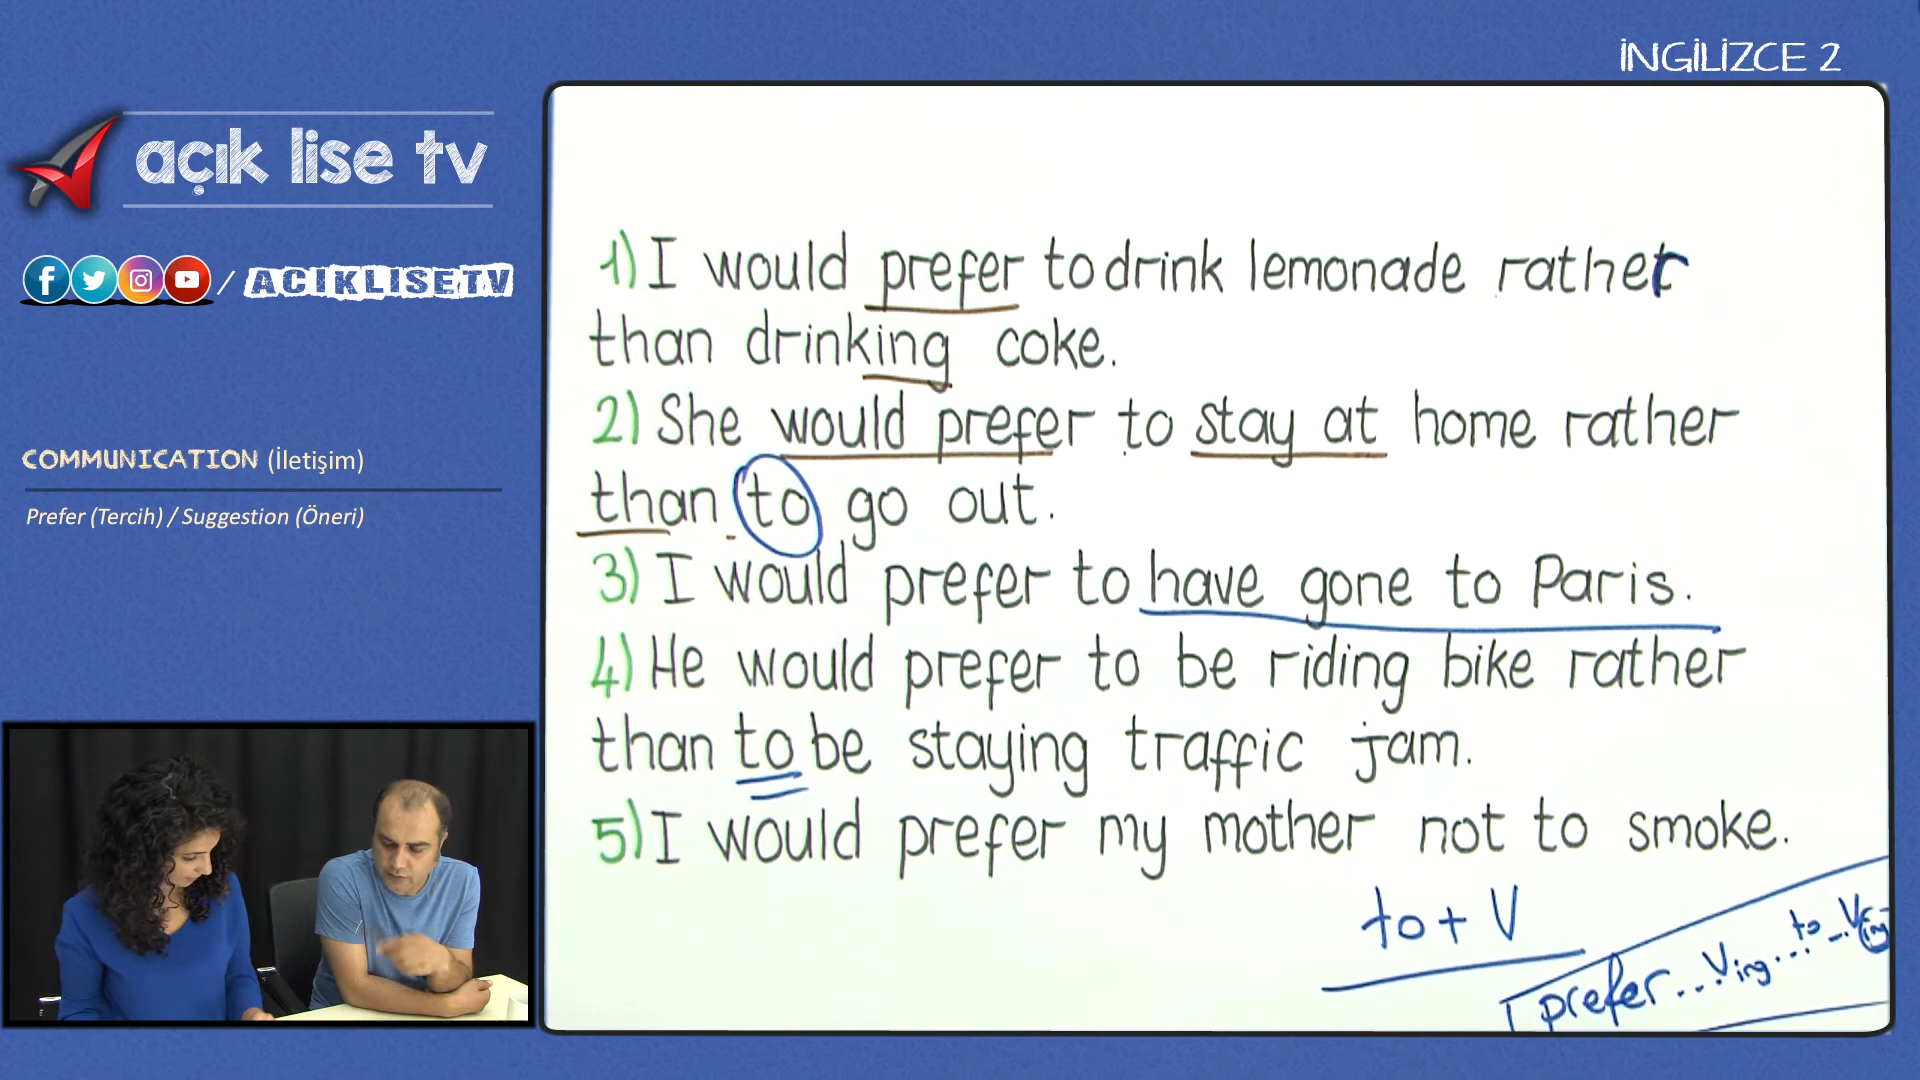 İNGİLİZCE 2
açık lise tv
/ ACIKLISETV
COMMUNICATION (İletişim)
Prefer (Tercih) / Suggestion (Öneri)
1) I would prefer to drink lemonade rather
than drinking coke.
2) She would prefer to stay at home rather
than to go out.
3) I would prefer to have gone to Paris.
4) He would prefer to be riding bike rather
than to be staying traffic jam.
5) I would prefer my mother not to smoke.
to + V
prefer...Ving...to...Ving